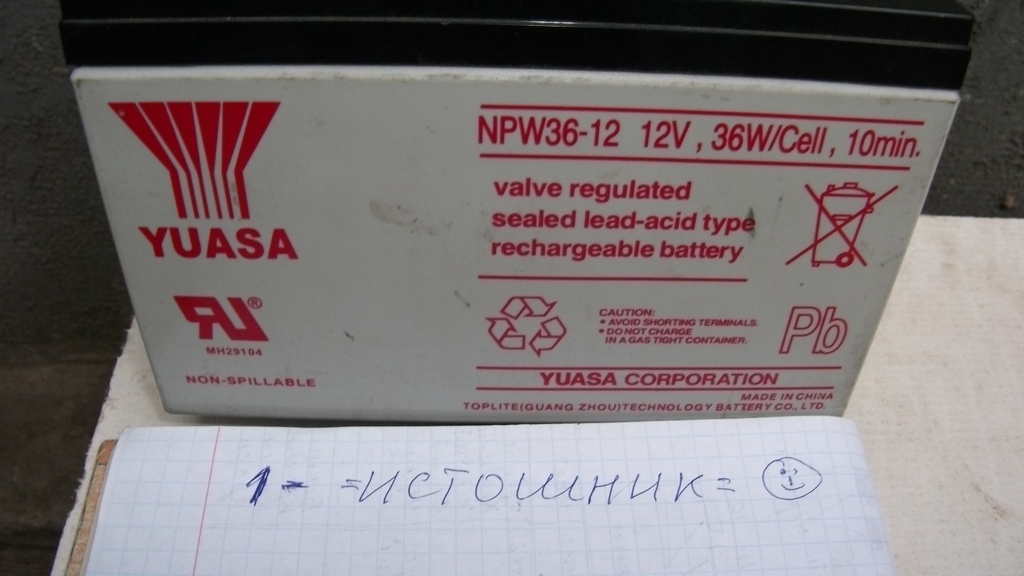 YUASA
NPW36-12 12V , 36W/Cell , 10min.
valve regulated
sealed lead-acid type
rechargeable battery
®
MH29104
NON-SPILLABLE
CAUTION:
• AVOID SHORTING TERMINALS.
• DO NOT CHARGE
IN A GAS TIGHT CONTAINER.
Pb
YUASA CORPORATION
MADE IN CHINA
TOPLITE(GUANG ZHOU)TECHNOLOGY BATTERY CO., LTD.
1- =ИСТОШНИК=